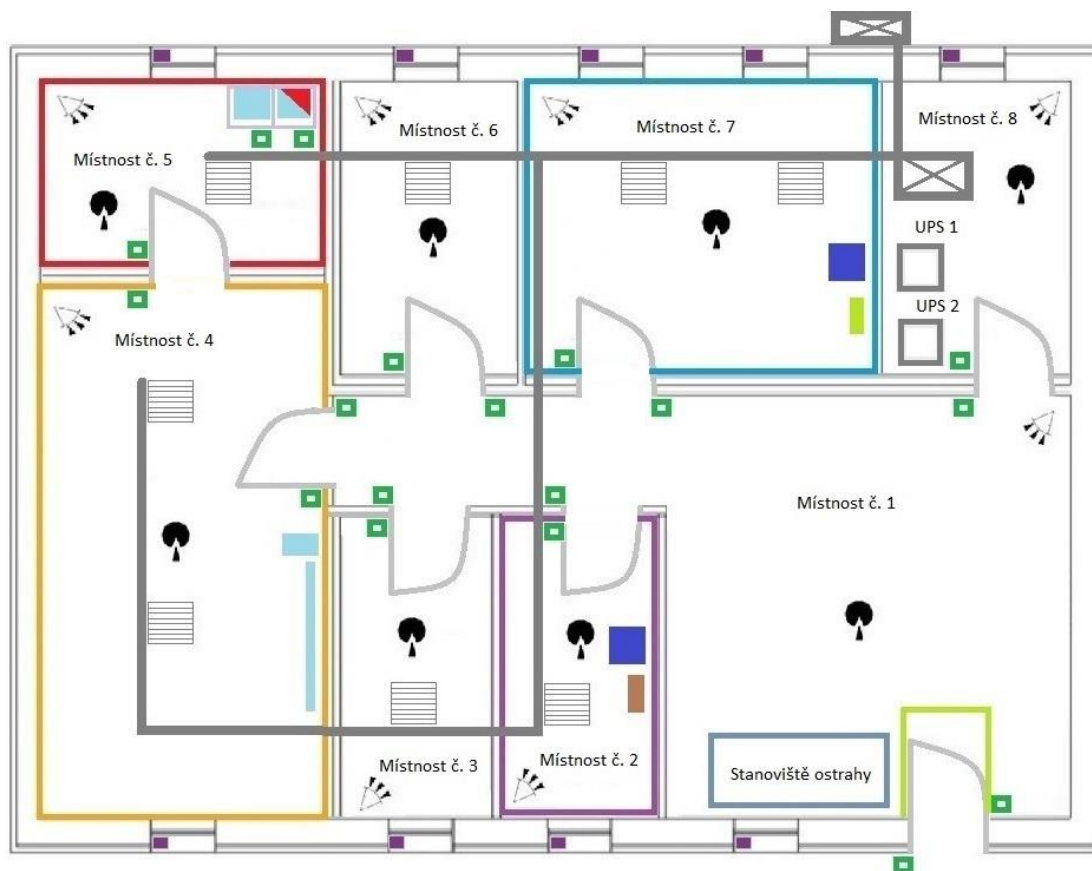 Místnost č. 5
Místnost č. 6
Místnost č. 7
Místnost č. 8
UPS 1
UPS 2
Místnost č. 4
Místnost č. 1
Místnost č. 3
Místnost č. 2
Stanoviště ostrahy